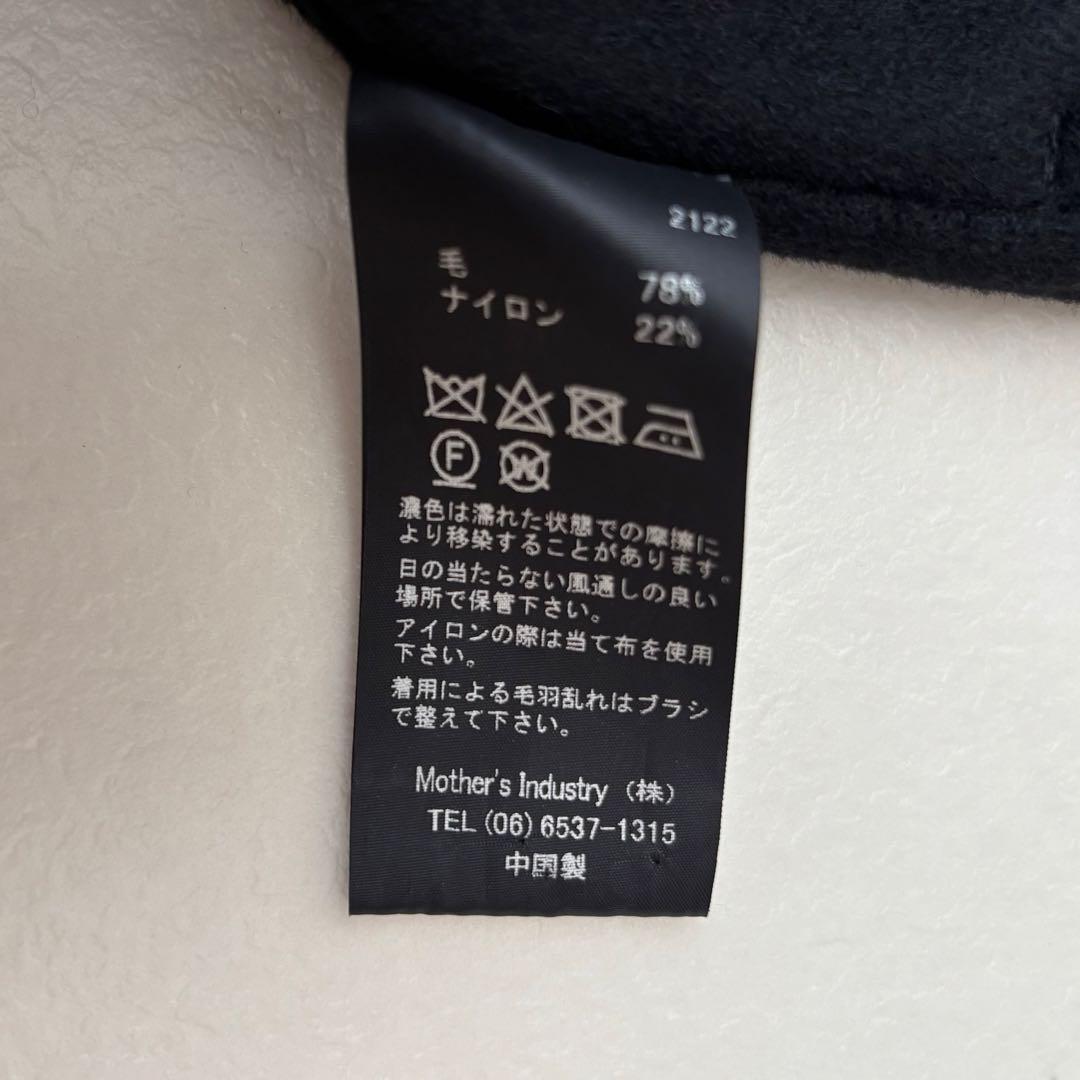 2122
毛 78%
ナイロン 22%
F W
濃色は濡れた状態での摩擦に
より移染することがあります。
日の当たらない風通しの良い
場所で保管下さい。
アイロンの際は当て布を使用
下さい。
着用による毛羽乱れはブラシ
で整えて下さい。
Mother's Industry (株)
TEL (06) 6537-1315
中国製